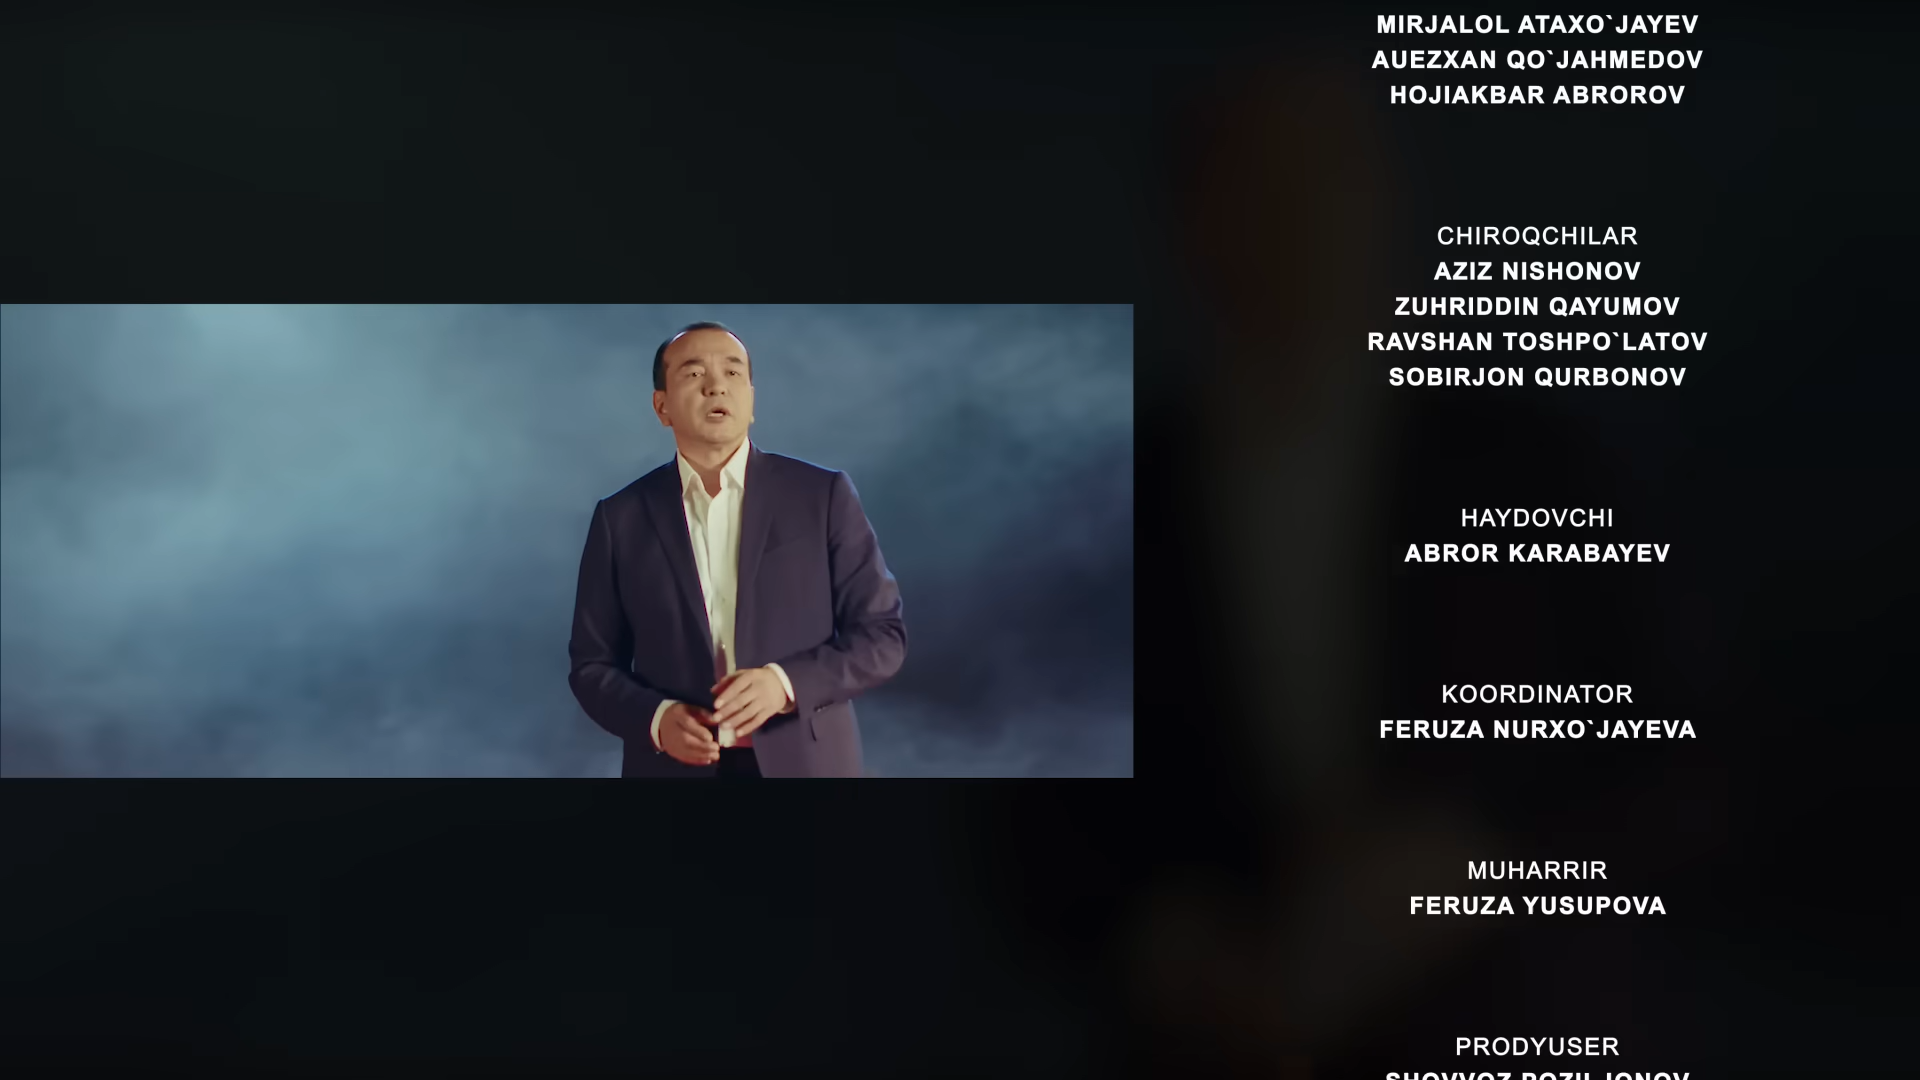 MIRJALOL ATAXO`JAYEV
AUEZXAN QO`JAHMEDOV
HOJIAKBAR ABROROV
CHIROQCHILAR
AZIZ NISHONOV
ZUHRIDDIN QAYUMOV
RAVSHAN TOSHPO`LATOV
SOBIRJON QURBONOV
HAYDOVCHI
ABROR KARABAYEV
KOORDINATOR
FERUZA NURXO`JAYEVA
MUHARRIR
FERUZA YUSUPOVA
PRODYUSER